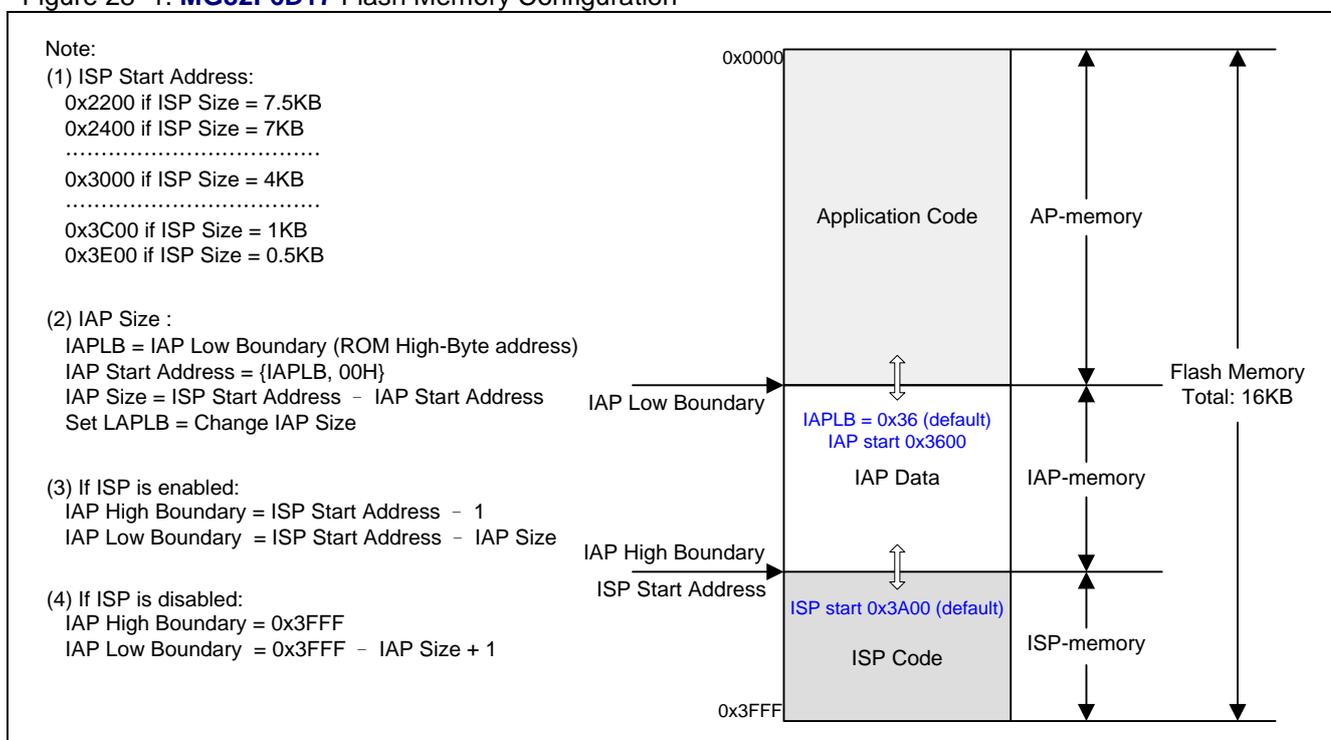 Note:
(1) ISP Start Address:
0x2200 if ISP Size = 7.5KB
0x2400 if ISP Size = 7KB
....................................
0x3000 if ISP Size = 4KB
....................................
0x3C00 if ISP Size = 1KB
0x3E00 if ISP Size = 0.5KB
(2) IAP Size :
IAPLB = IAP Low Boundary (ROM High-Byte address)
IAP Start Address = {IAPLB, 00H}
IAP Size = ISP Start Address – IAP Start Address
Set LAPLB = Change IAP Size
(3) If ISP is enabled:
IAP High Boundary = ISP Start Address – 1
IAP Low Boundary = ISP Start Address – IAP Size
(4) If ISP is disabled:
IAP High Boundary = 0x3FFF
IAP Low Boundary = 0x3FFF – IAP Size + 1
0x0000
Application Code
AP-memory
Flash Memory
Total: 16KB
IAP Low Boundary
IAPLB = 0x36 (default)
IAP start 0x3600
IAP Data
IAP-memory
IAP High Boundary
ISP Start Address
ISP start 0x3A00 (default)
ISP Code
ISP-memory
0x3FFF